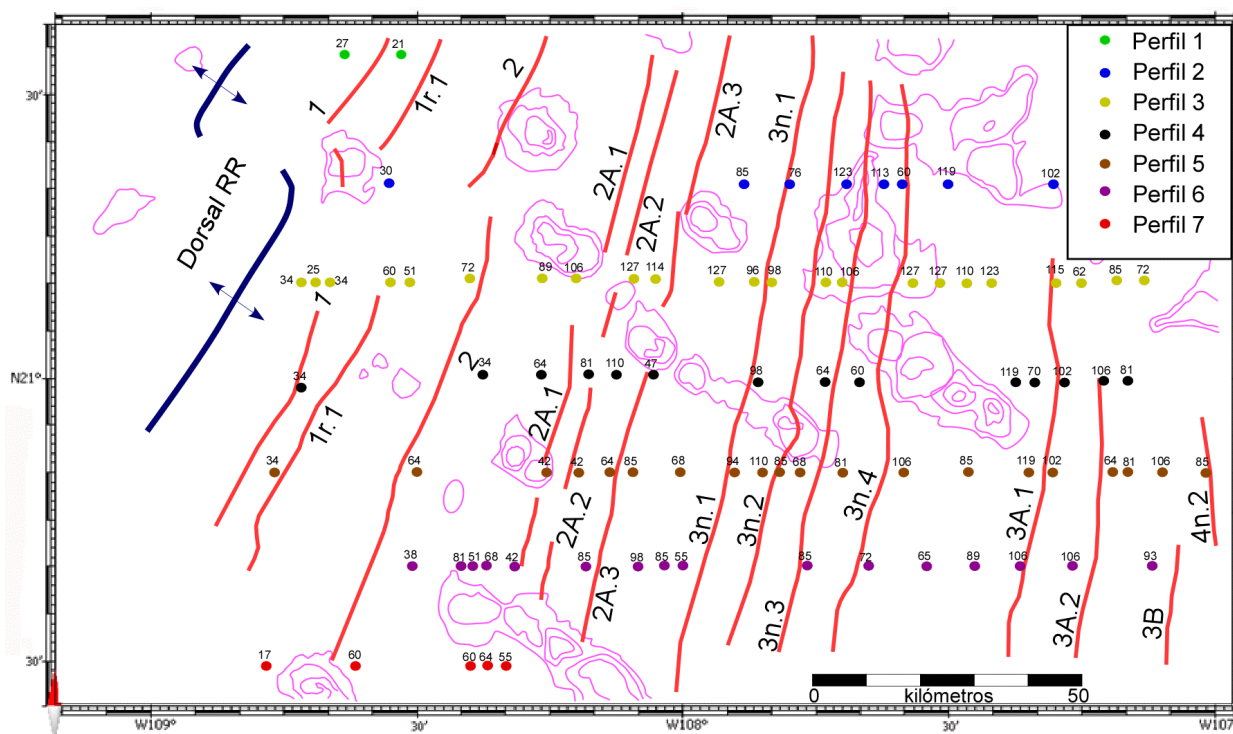 Perfil 1
Perfil 2
Perfil 3
Perfil 4
Perfil 5
Perfil 6
Perfil 7
27 21
1 1r.1 2 2A.1 2A.2 2A.3 3n.1
30'
Dorsal RR
30 85 76 123 113 60 119 102
34 25 34 60 51 72 89 106 127 114 127 96 98 110 106 127 127 110 123 115 62 85 72
1
2
N21°
34 34 64 81 110 47 98 64 60 119 70 102 106 81
1r.1 2A.1
34 64 42 42 64 85 68 94 110 85 68 81 106 85 119 102 64 81 106 85
2A.2 3n.1 3n.2 3n.4 3A.1 4n.2
38 81 51 68 42 85 98 85 55 85 72 65 89 106 106 93
2A.3 3n.3 3A.2 3B
30'
17 60 60 64 55
0 50
kilómetros
W109° 30' W108° 30' W107°